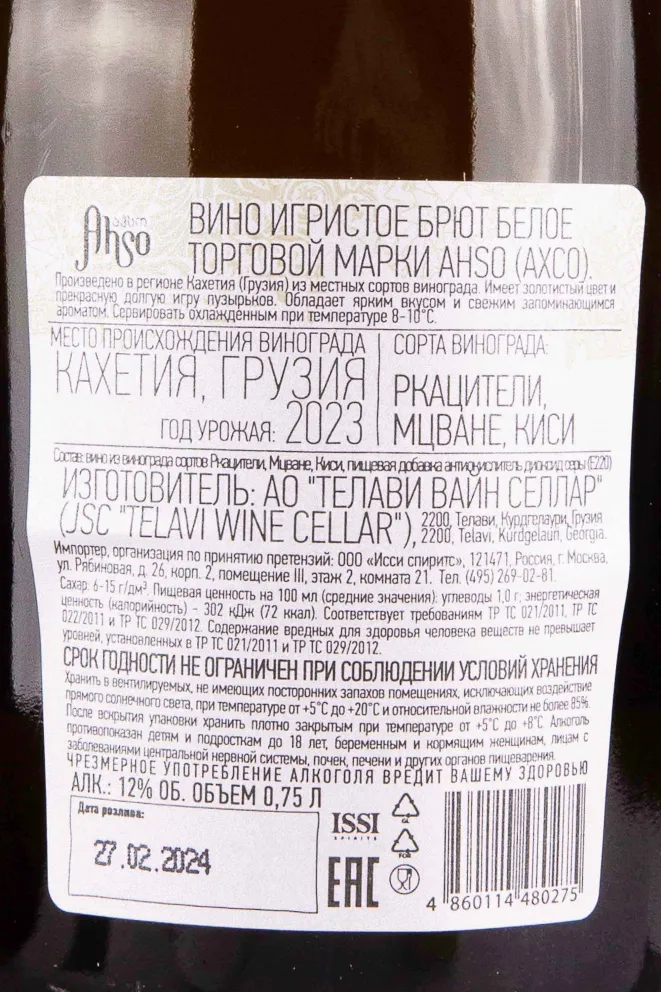 ახსო
Ahso
ВИНО ИГРИСТОЕ БРЮТ БЕЛОЕ
ТОРГОВОЙ МАРКИ AHSO (АХСО).
Произведено в регионе Кахетия (Грузия) из местных сортов винограда. Имеет золотистый цвет и
прекрасную долгую игру пузырьков. Обладает ярким вкусом и свежим запоминающимся
ароматом. Сервировать охлажденным при температуре 8-10°С.
МЕСТО ПРОИСХОЖДЕНИЯ ВИНОГРАДА
КАХЕТИЯ, ГРУЗИЯ
ГОД УРОЖАЯ: 2023
СОРТА ВИНОГРАДА:
РКАЦИТЕЛИ,
МЦВАНЕ, КИСИ
Состав: вино из винограда сортов Ркацители, Мцване, Киси, пищевая добавка антиокислитель диоксид серы (Е220)
ИЗГОТОВИТЕЛЬ: АО "ТЕЛАВИ ВАЙН СЕЛЛАР"
(JSC "TELAVI WINE CELLAR"), 2200, Телави, Курдгелаури, Грузия
2200, Telavi, Kurdgelauri, Georgia.
Импортер, организация по принятию претензий: ООО «Исси спиритс», 121471, Россия, г. Москва,
ул. Рябиновая, д. 26, корп. 2, помещение III, этаж 2, комната 21. Тел. (495) 269-02-81.
Сахар: 6-15 г/дм³. Пищевая ценность на 100 мл (средние значения): углеводы 1,0 г; энергетическая
ценность (калорийность) - 302 кДж (72 ккал). Соответствует требованиям ТР ТС 021/2011, ТР ТС
022/2011 и ТР ТС 029/2012. Содержание вредных для здоровья человека веществ не превышает
уровней, установленных в ТР ТС 021/2011 и ТР ТС 029/2012.
СРОК ГОДНОСТИ НЕ ОГРАНИЧЕН ПРИ СОБЛЮДЕНИИ УСЛОВИЙ ХРАНЕНИЯ
Хранить в вентилируемых, не имеющих посторонних запахов помещениях, исключающих воздействие
прямого солнечного света, при температуре от +5°С до +20°С и относительной влажности не более 85%.
После вскрытия упаковки хранить плотно закрытым при температуре от +5°С до +8°С. Алкоголь
противопоказан детям и подросткам до 18 лет, беременным и кормящим женщинам, лицам с
заболеваниями центральной нервной системы, почек, печени и других органов пищеварения.
ЧРЕЗМЕРНОЕ УПОТРЕБЛЕНИЕ АЛКОГОЛЯ ВРЕДИТ ВАШЕМУ ЗДОРОВЬЮ
АЛК.: 12% ОБ. ОБЪЕМ 0,75 Л
Дата розлива:
27.02.2024
ISSI
SPIRITS
EAC
GL
FOR
4 860114 480275